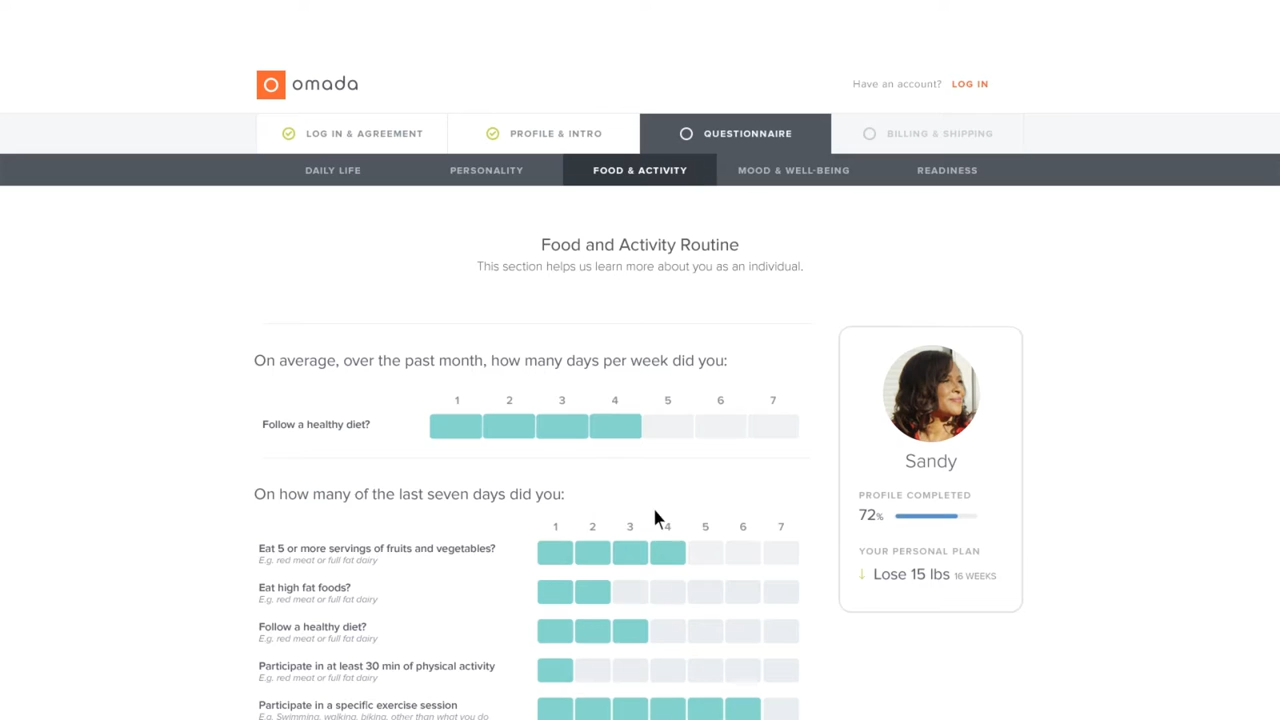 omada
Have an account? LOG IN
LOG IN & AGREEMENT PROFILE & INTRO QUESTIONNAIRE BILLING & SHIPPING
DAILY LIFE PERSONALITY FOOD & ACTIVITY MOOD & WELL-BEING READINESS
Food and Activity Routine
This section helps us learn more about you as an individual.
On average, over the past month, how many days per week did you:
1 2 3 4 5 6 7
Follow a healthy diet?
On how many of the last seven days did you:
1 2 3 4 5 6 7
Eat 5 or more servings of fruits and vegetables?
E.g. red meat or full fat dairy
Eat high fat foods?
E.g. red meat or full fat dairy
Follow a healthy diet?
E.g. red meat or full fat dairy
Participate in at least 30 min of physical activity
E.g. red meat or full fat dairy
Participate in a specific exercise session
E.g. Swimming, walking, biking, other than what you do
Sandy
PROFILE COMPLETED
72%
YOUR PERSONAL PLAN
↓ Lose 15 lbs 16 WEEKS